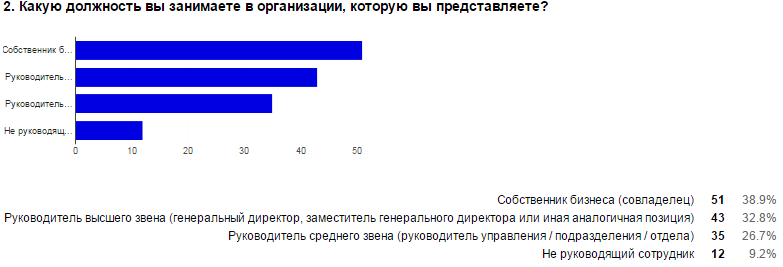 2. Какую должность вы занимаете в организации, которую вы представляете?
Собственник б...
Руководитель...
Руководитель...
Не руководящ...
0 10 20 30 40 50
Собственник бизнеса (совладелец) 51 38.9%
Руководитель высшего звена (генеральный директор, заместитель генерального директора или иная аналогичная позиция) 43 32.8%
Руководитель среднего звена (руководитель управления / подразделения / отдела) 35 26.7%
Не руководящий сотрудник 12 9.2%